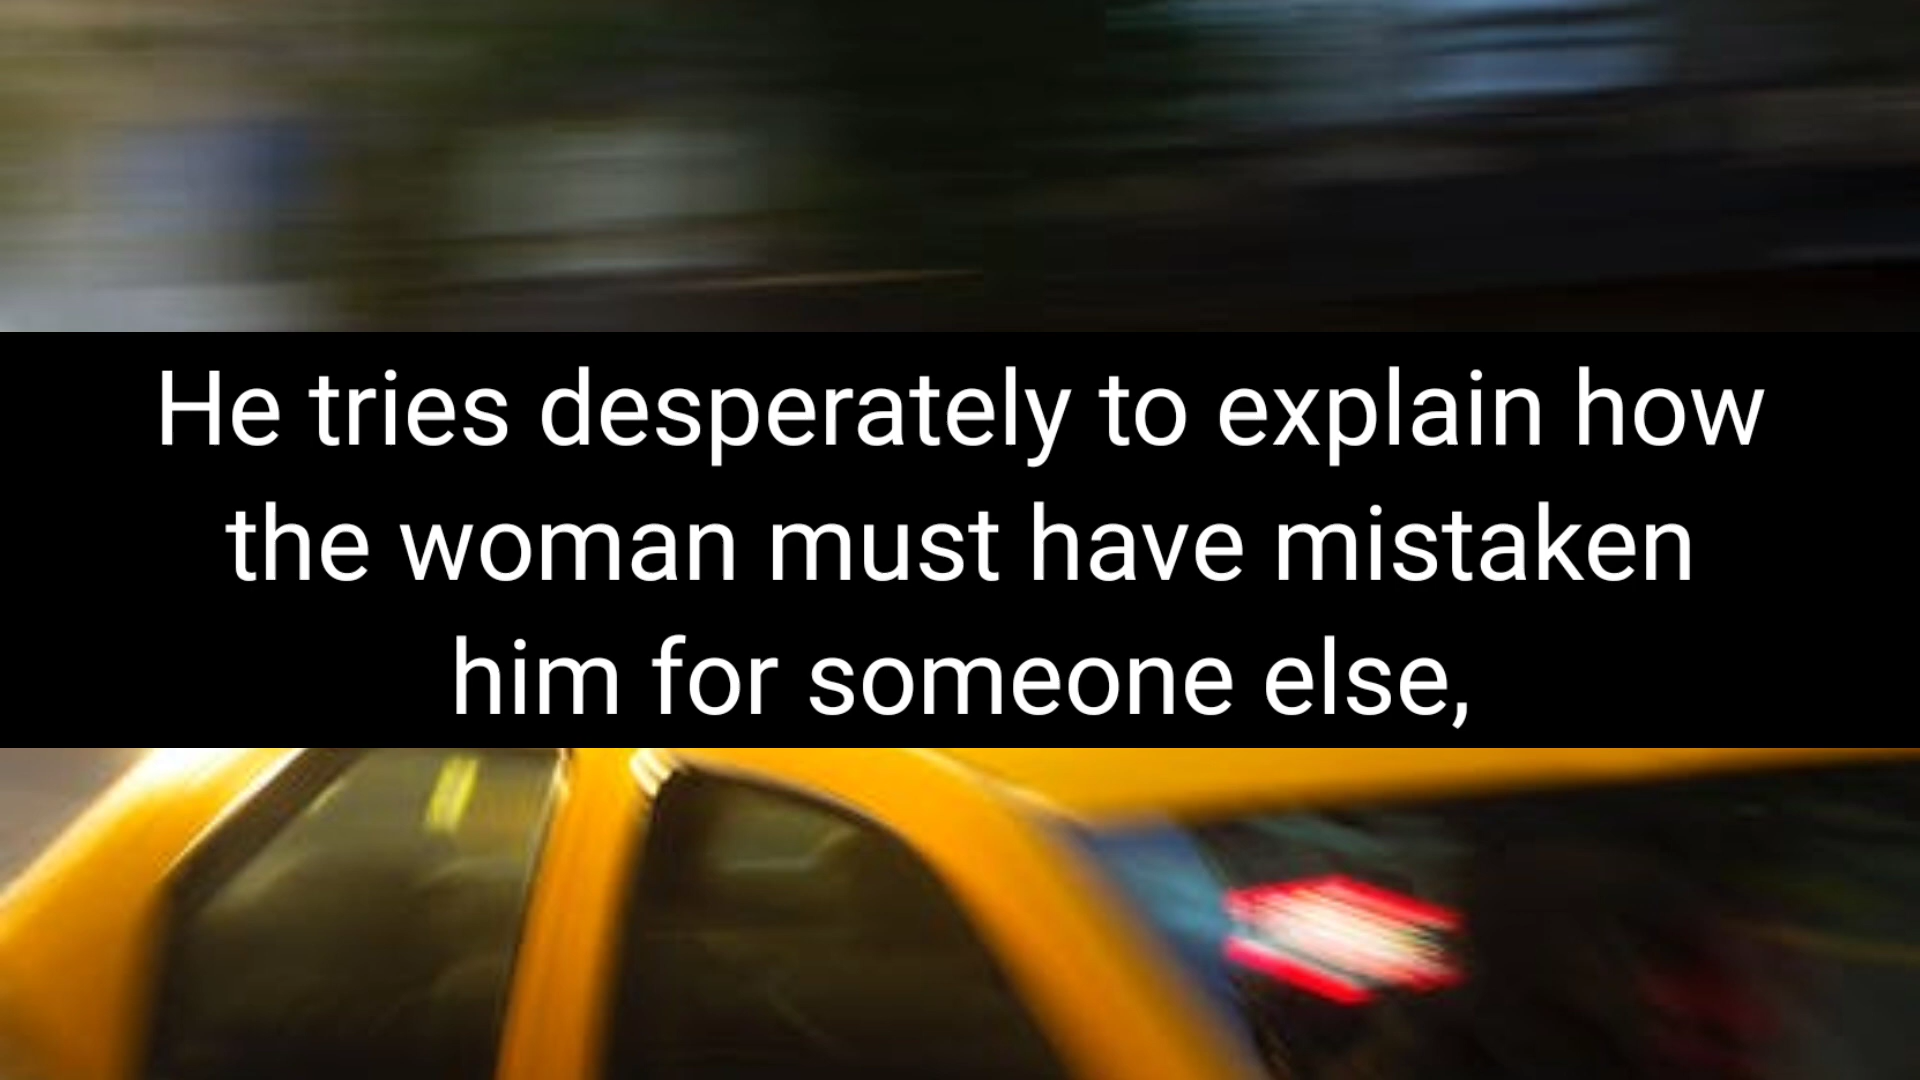 He tries desperately to explain how
the woman must have mistaken
him for someone else,